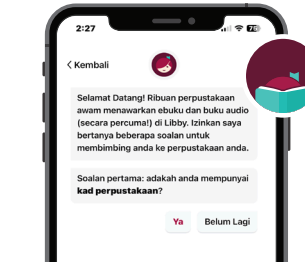 2:27
Kembali
Selamat Datang! Ribuan perpustakaan
awam menawarkan ebuku dan buku audio
(secara percuma!) di Libby. Izinkan saya
bertanya beberapa soalan untuk
membimbing anda ke perpustakaan anda.
Soalan pertama: adakah anda mempunyai
kad perpustakaan?
Ya
Belum Lagi